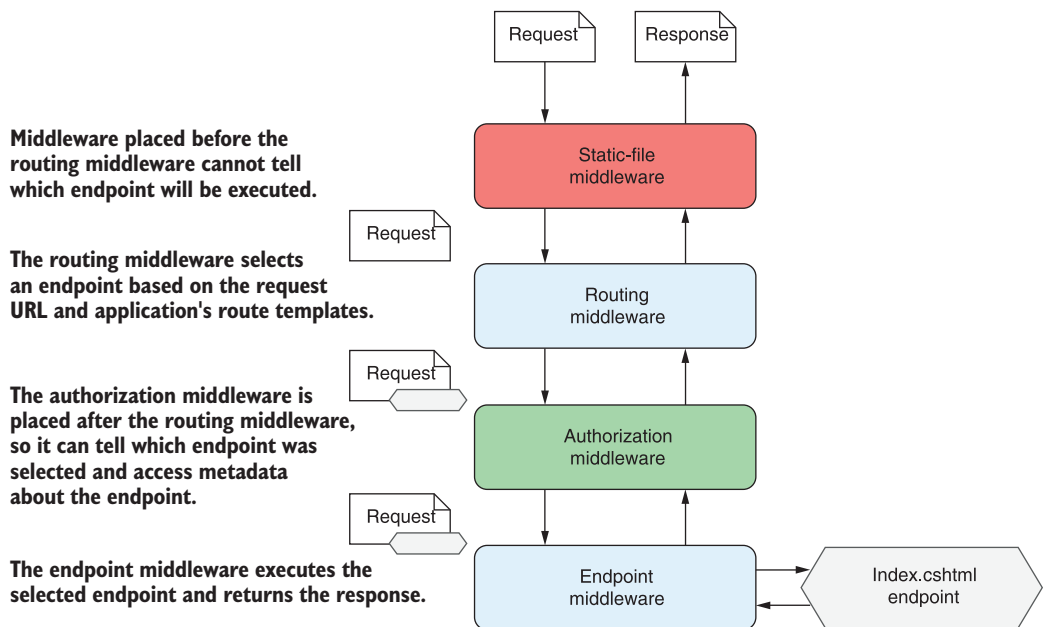 Request
Response
Middleware placed before the
routing middleware cannot tell
which endpoint will be executed.
Static-file
middleware
Request
The routing middleware selects
an endpoint based on the request
URL and application's route templates.
Routing
middleware
Request
The authorization middleware is
placed after the routing middleware,
so it can tell which endpoint was
selected and access metadata
about the endpoint.
Authorization
middleware
Request
The endpoint middleware executes the
selected endpoint and returns the response.
Endpoint
middleware
Index.cshtml
endpoint